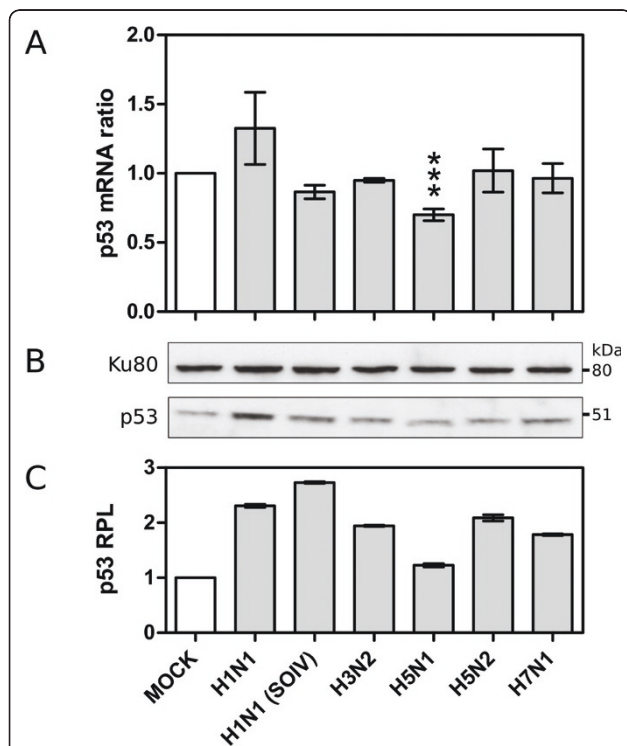 A
p53 mRNA ratio
2.0
1.5
1.0
0.5
0.0
***
B
Ku80
kDa
80
p53
51
C
p53 RPL
3
2
1
0
MOCK
H1N1
H1N1 (SOIV)
H3N2
H5N1
H5N2
H7N1